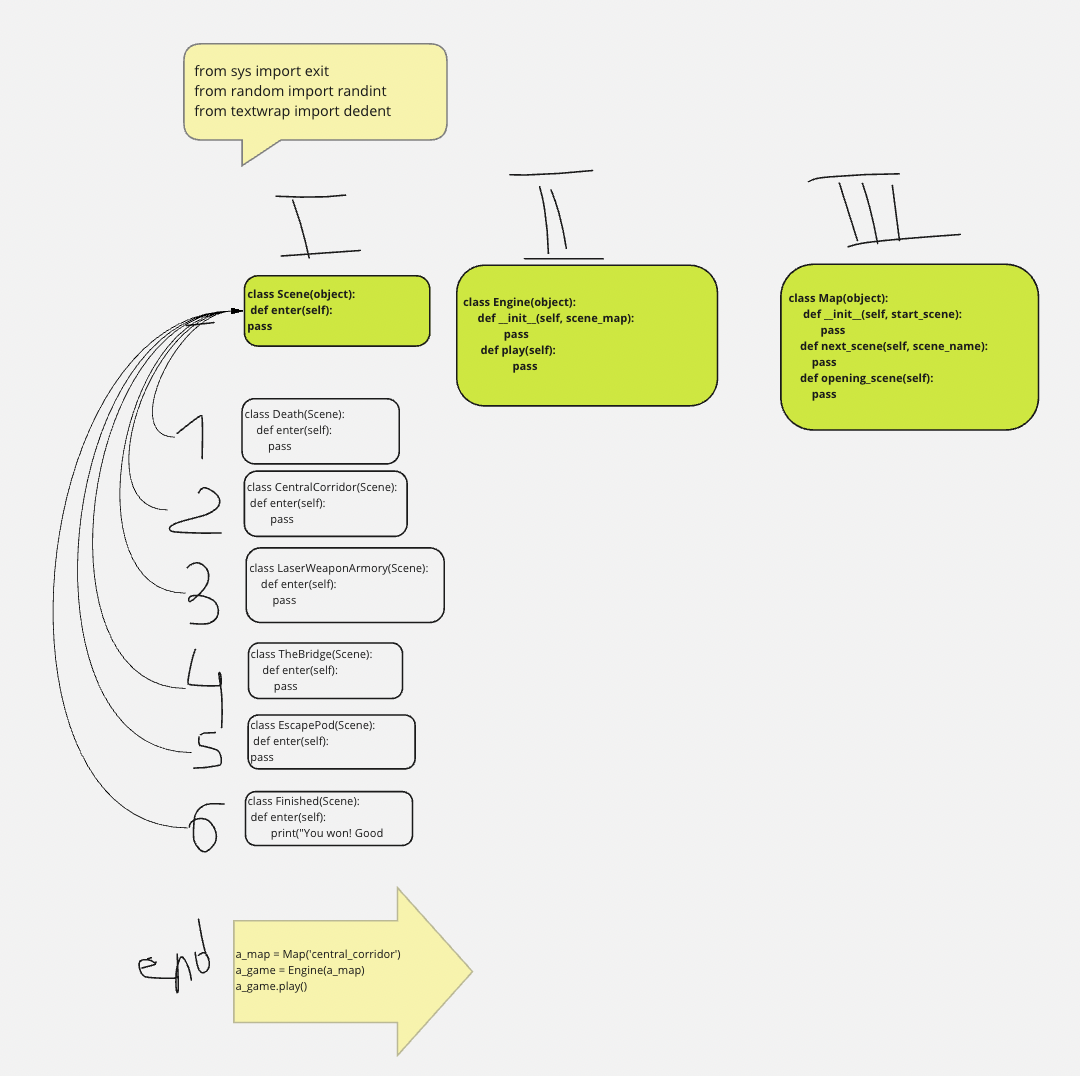 from sys import exit
from random import randint
from textwrap import dedent
I
II
III
class Scene(object):
def enter(self):
pass
class Engine(object):
def __init__(self, scene_map):
pass
def play(self):
pass
class Map(object):
def __init__(self, start_scene):
pass
def next_scene(self, scene_name):
pass
def opening_scene(self):
pass
1
class Death(Scene):
def enter(self):
pass
2
class CentralCorridor(Scene):
def enter(self):
pass
3
class LaserWeaponArmory(Scene):
def enter(self):
pass
4
class TheBridge(Scene):
def enter(self):
pass
5
class EscapePod(Scene):
def enter(self):
pass
6
class Finished(Scene):
def enter(self):
print("You won! Good
end
a_map = Map('central_corridor')
a_game = Engine(a_map)
a_game.play()